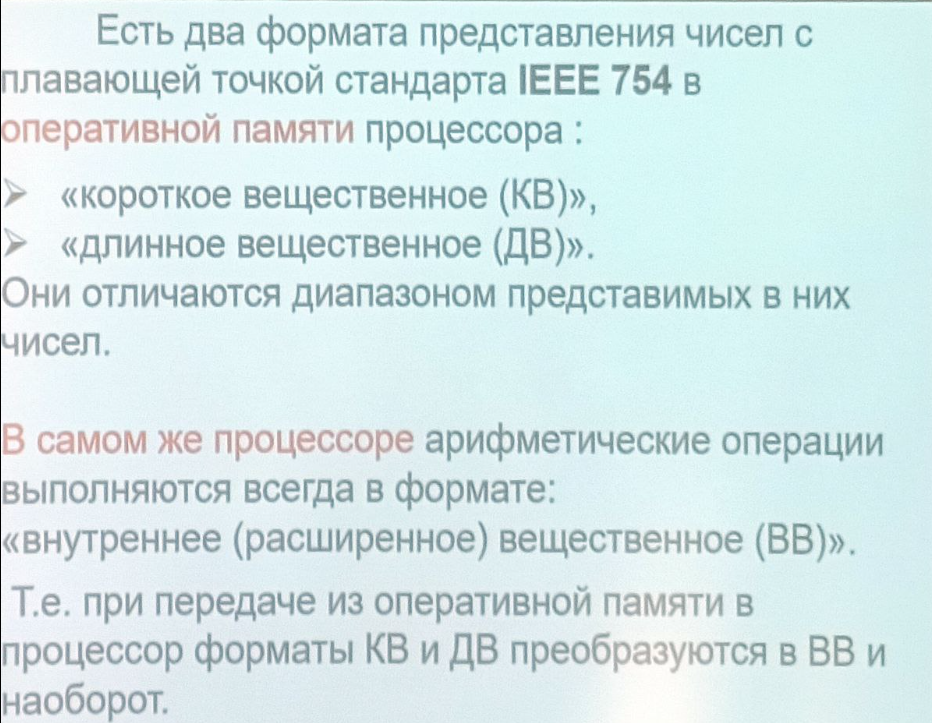 Есть два формата представления чисел с
плавающей точкой стандарта IEEE 754 в
оперативной памяти процессора :
➢ «короткое вещественное (КВ)»,
➢ «длинное вещественное (ДВ)».
Они отличаются диапазоном представимых в них
чисел.
В самом же процессоре арифметические операции
выполняются всегда в формате:
«внутреннее (расширенное) вещественное (ВВ)».
Т.е. при передаче из оперативной памяти в
процессор форматы КВ и ДВ преобразуются в ВВ и
наоборот.